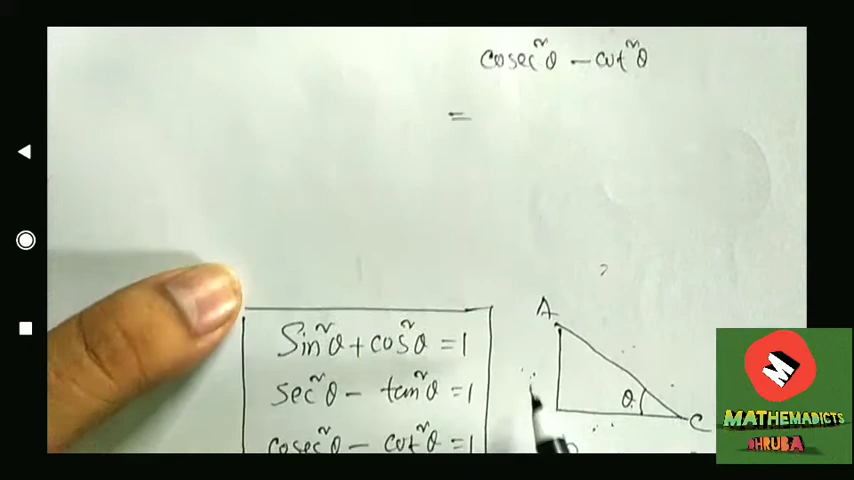 cosec²θ - cot²θ
=
Sin²θ + cos²θ = 1
sec²θ - tan²θ = 1
cosec²θ - cot²θ = 1
A
θ
C
M
MATHEMADICTS
DHRUBA